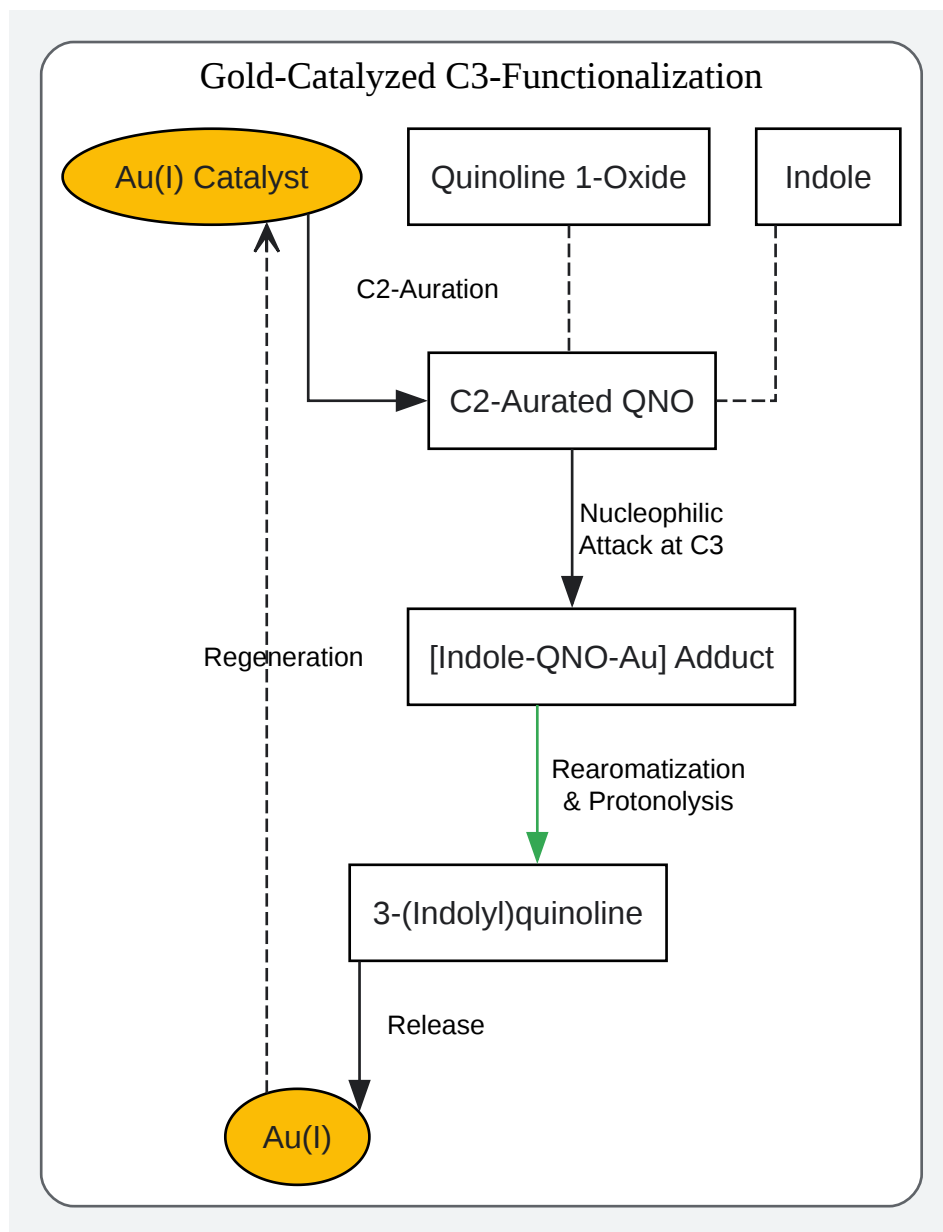 Gold-Catalyzed C3-Functionalization
Au(I) Catalyst
Quinoline 1-Oxide
Indole
C2-Auration
C2-Aurated QNO
Nucleophilic
Attack at C3
[Indole-QNO-Au] Adduct
Regeneration
Rearomatization
& Protonolysis
3-(Indolyl)quinoline
Release
Au(I)